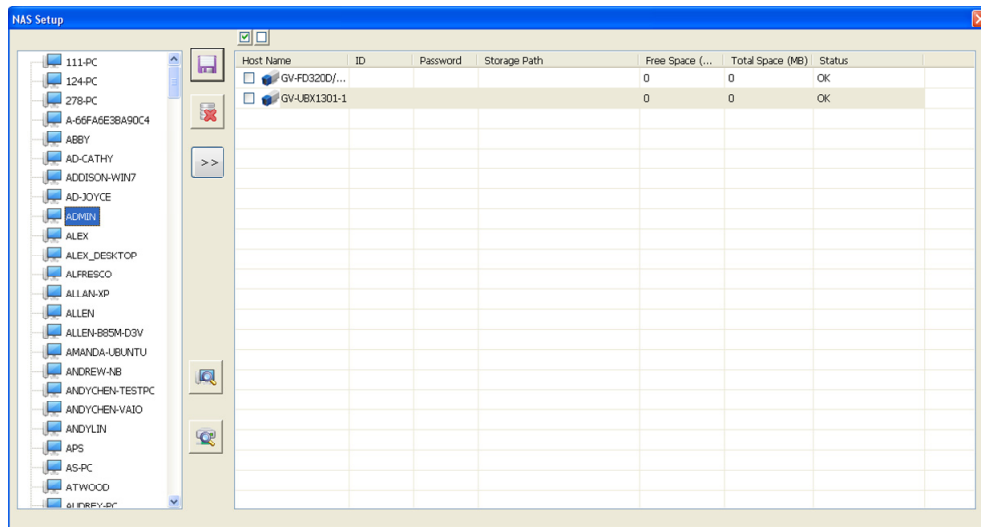 NAS Setup
111-PC
124-PC
278-PC
A-66FA6E3BA90C4
ABBY
AD-CATHY
ADDISON-WIN7
AD-JOYCE
ADMIN
ALEX
ALEX_DESKTOP
ALFRESCO
ALLAN-XP
ALLEN
ALLEN-B85M-D3V
AMANDA-UBUNTU
ANDREW-NB
ANDYCHEN-TESTPC
ANDYCHEN-VAIO
ANDYLIN
APS
AS-PC
ATWOOD
AUDREY-PC
>>
Host Name ID Password Storage Path Free Space (... Total Space (MB) Status
GV-FD320D/... 0 0 OK
GV-UBX1301-1 0 0 OK